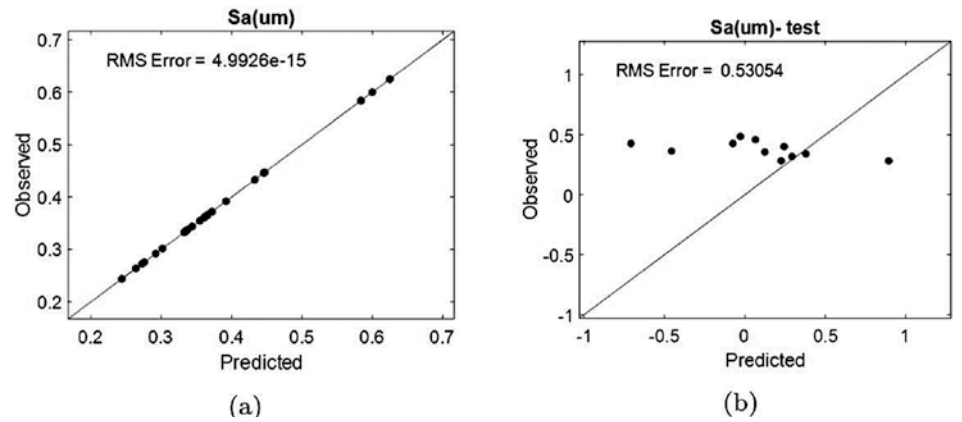 Sa(um)
RMS Error = 4.9926e-15
0.7
0.6
0.5
0.4
0.3
0.2
Observed
0.2 0.3 0.4 0.5 0.6 0.7
Predicted
(a)
Sa(um)- test
RMS Error = 0.53054
1
0.5
0
-0.5
-1
Observed
-1 -0.5 0 0.5 1
Predicted
(b)